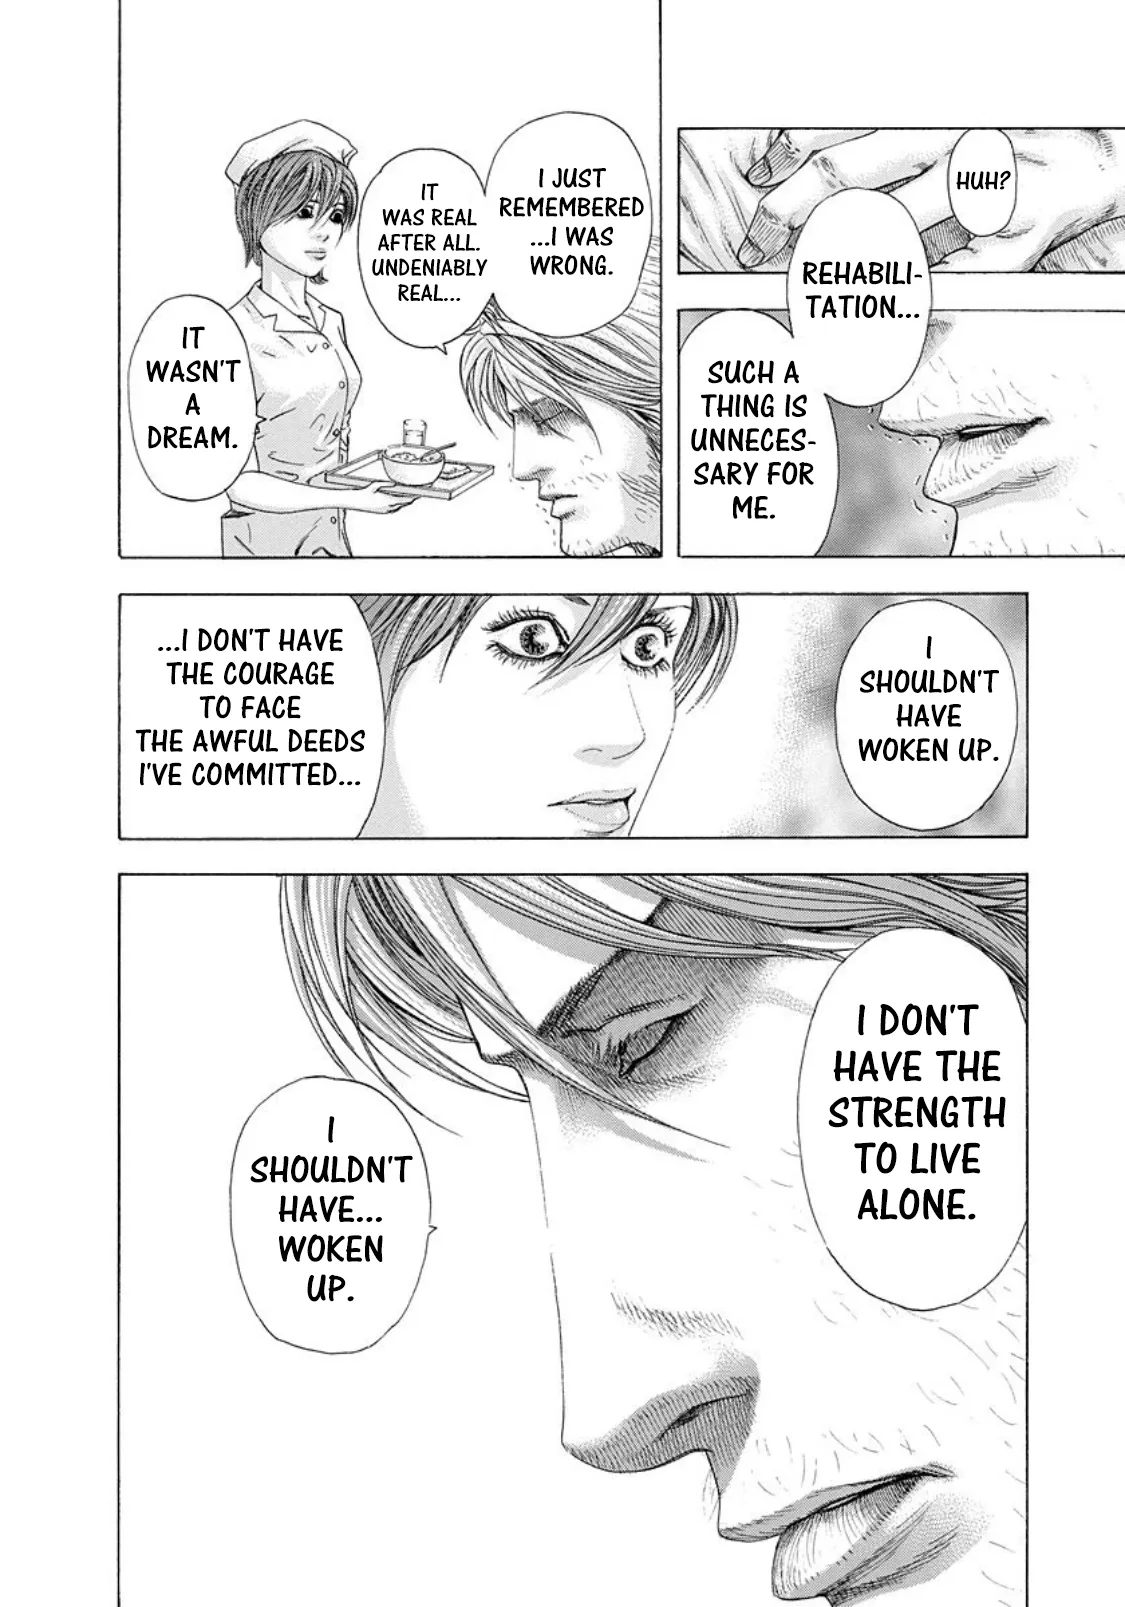 HUH?
REHABILI-
TATION...
SUCH A
THING IS
UNNECES-
SARY FOR
ME.
I JUST
REMEMBERED
...I WAS
WRONG.
IT
WAS REAL
AFTER ALL.
UNDENIABLY
REAL...
IT
WASN'T
A
DREAM.
I
SHOULDN'T
HAVE
WOKEN UP.
...I DON'T HAVE
THE COURAGE
TO FACE
THE AWFUL DEEDS
I'VE COMMITTED...
I DON'T
HAVE THE
STRENGTH
TO LIVE
ALONE.
I
SHOULDN'T
HAVE...
WOKEN
UP.